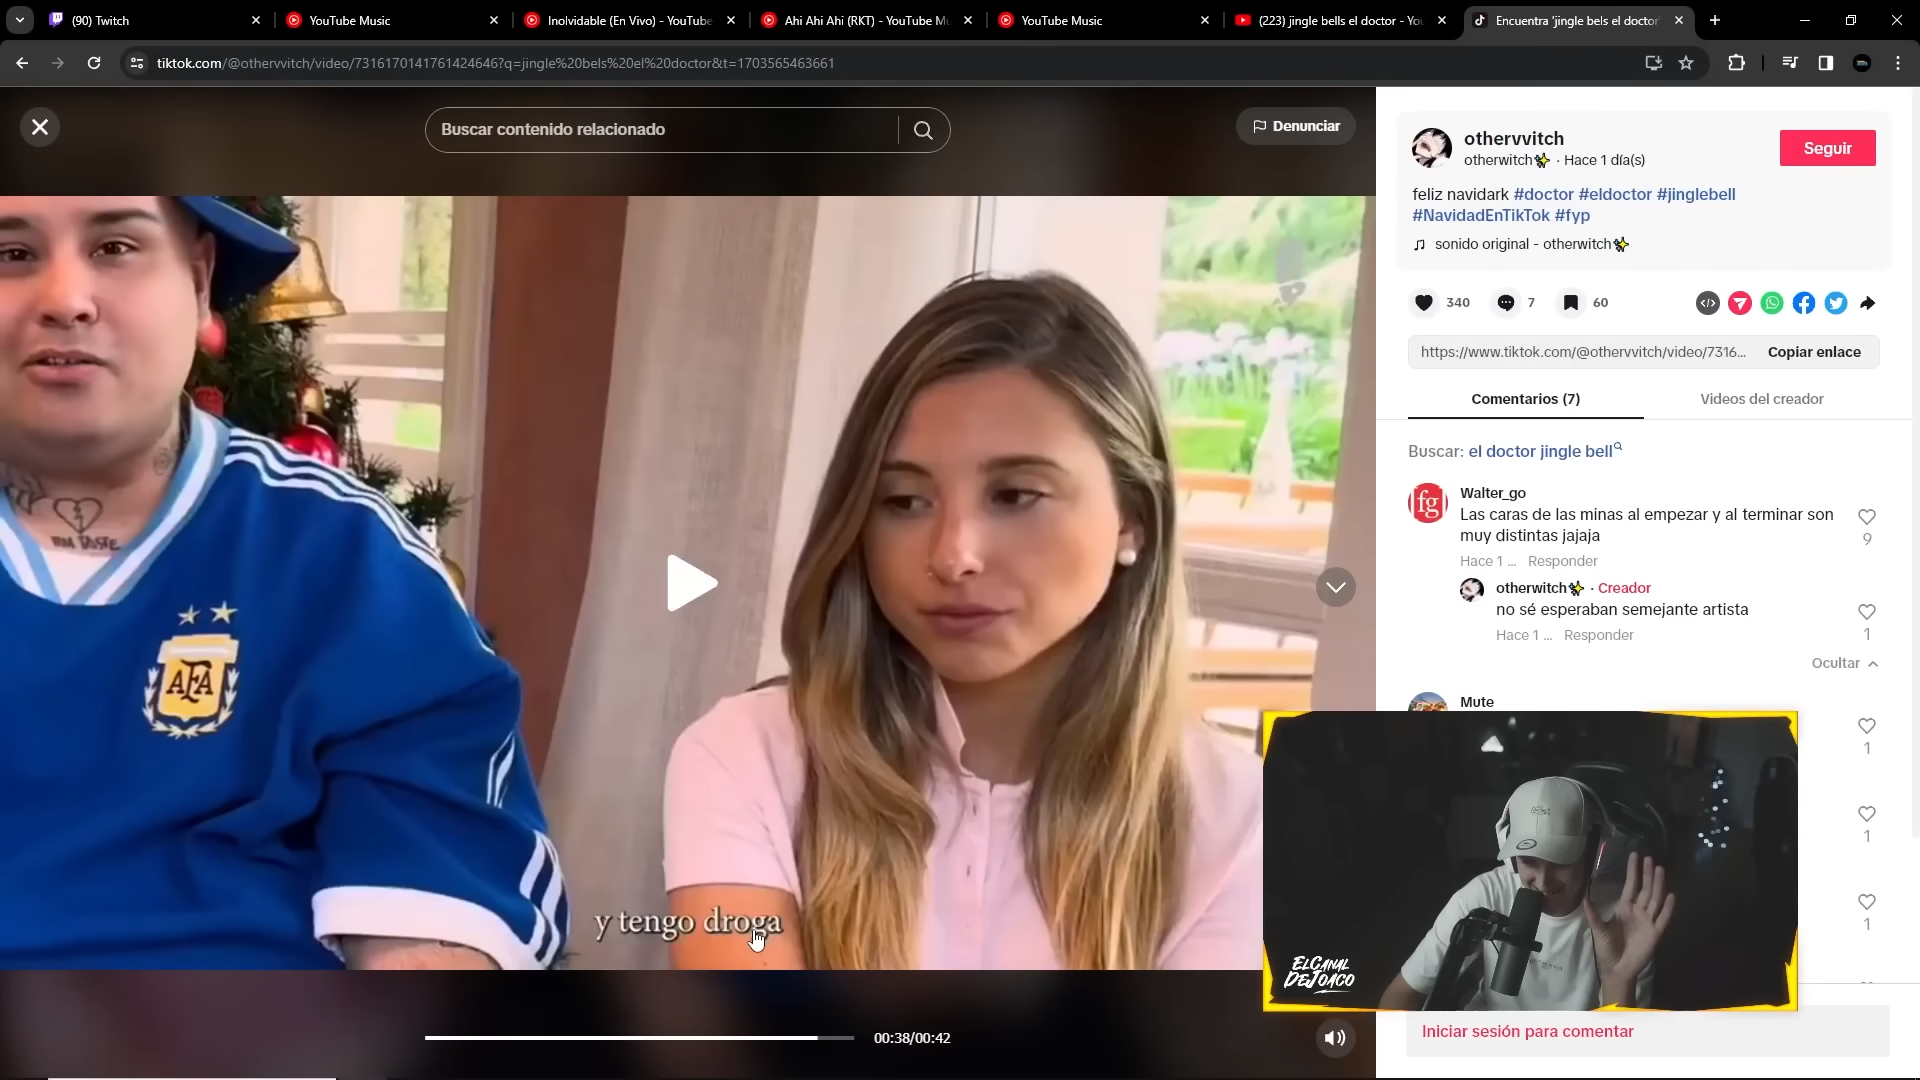 (90) Twitch
YouTube Music
Inolvidable (En Vivo) - YouTube
Ahi Ahi Ahi (RKT) - YouTube Mu
YouTube Music
(223) jingle bells el doctor - You
Encuentra 'jingle bels el doctor'
tiktok.com/@othervvitch/video/7316170141761424646?q=jingle%20bels%20el%20doctor&t=1703565463661
Buscar contenido relacionado
Denunciar
othervvitch
otherwitch✨ · Hace 1 día(s)
Seguir
feliz navidark #doctor #eldoctor #jinglebell
#NavidadEnTikTok #fyp
sonido original - otherwitch✨
340
7
60
https://www.tiktok.com/@othervvitch/video/7316...
Copiar enlace
Comentarios (7)
Videos del creador
Buscar: el doctor jingle bell
fg
Walter_go
Las caras de las minas al empezar y al terminar son
muy distintas jajaja
9
Hace 1 ... Responder
otherwitch✨ · Creador
no sé esperaban semejante artista
1
Hace 1 ... Responder
Ocultar
Mute
1
1
1
AFA
y tengo droga
ELCANAL
DEJOACO
00:38/00:42
Iniciar sesión para comentar